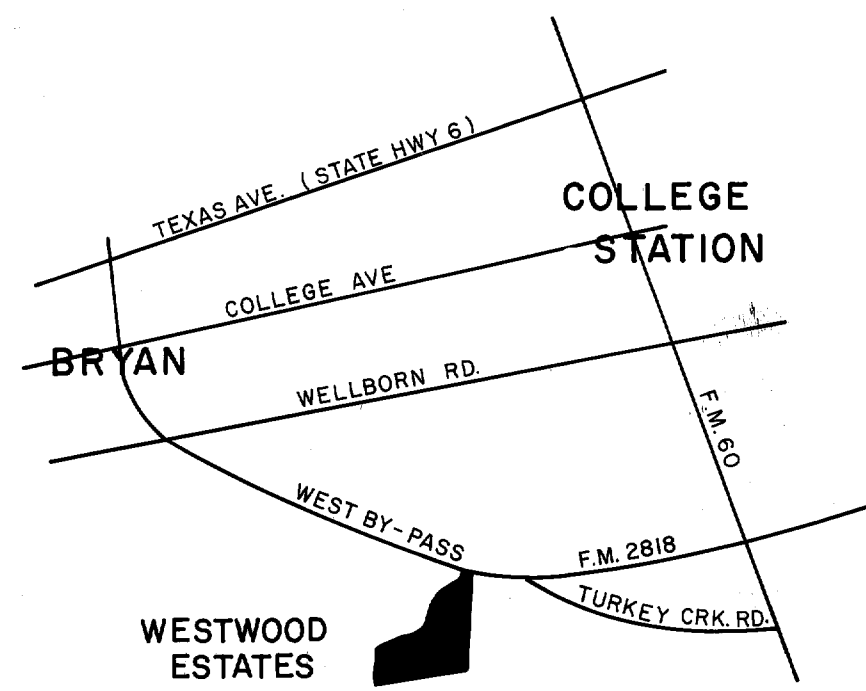 TEXAS AVE. (STATE HWY 6)
COLLEGE
STATION
COLLEGE AVE
BRYAN
WELLBORN RD.
F.M. 60
WEST BY-PASS
F.M. 2818
TURKEY CRK. RD.
WESTWOOD
ESTATES